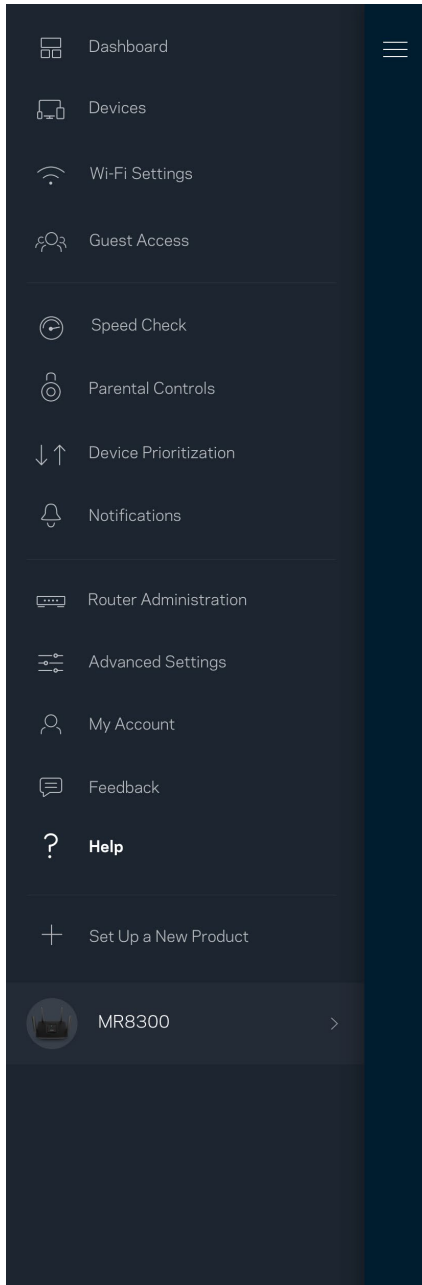 Dashboard
Devices
Wi-Fi Settings
Guest Access
Speed Check
Parental Controls
Device Prioritization
Notifications
Router Administration
Advanced Settings
My Account
Feedback
Help
Set Up a New Product
MR8300